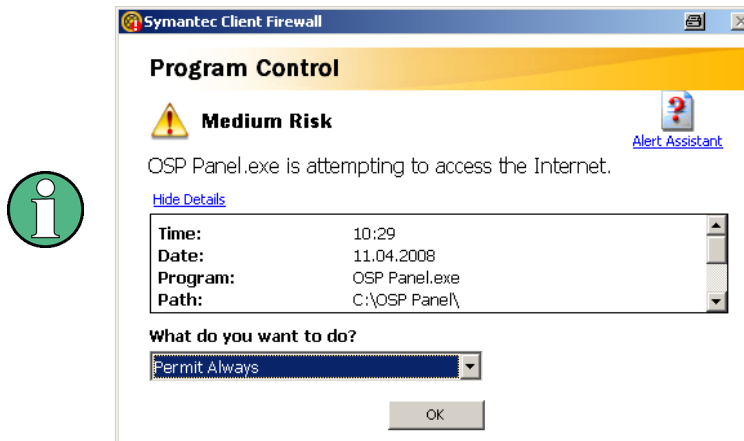 Symantec Client Firewall
Program Control
Medium Risk
Alert Assistant
OSP Panel.exe is attempting to access the Internet.
Hide Details
Time: 10:29
Date: 11.04.2008
Program: OSP Panel.exe
Path: C:\OSP Panel\
What do you want to do?
Permit Always
OK